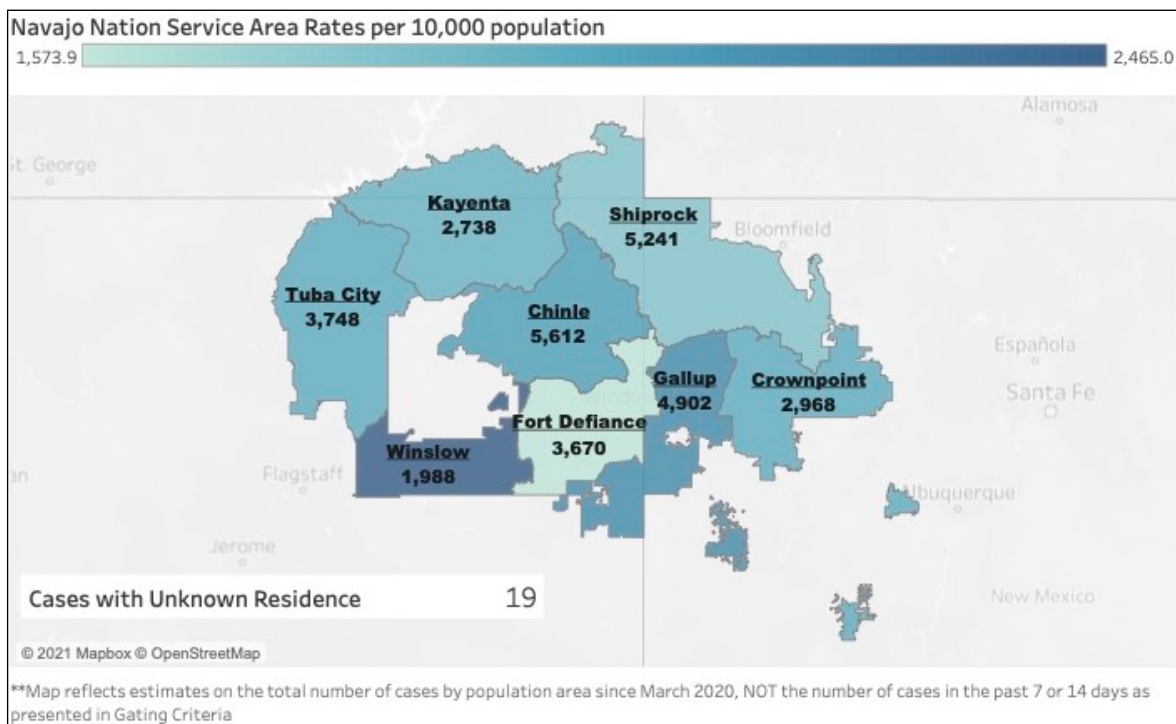 Navajo Nation Service Area Rates per 10,000 population
1,573.9
2,465.0
Alamosa
St. George
Kayenta
2,738
Shiprock
5,241
Bloomfield
Tuba City
3,748
Chinle
5,612
Española
Gallup
4,902
Crownpoint
2,968
Santa Fe
Fort Defiance
3,670
Winslow
1,988
Flagstaff
Albuquerque
Jerome
Cases with Unknown Residence 19
New Mexico
© 2021 Mapbox © OpenStreetMap
**Map reflects estimates on the total number of cases by population area since March 2020, NOT the number of cases in the past 7 or 14 days as
presented in Gating Criteria